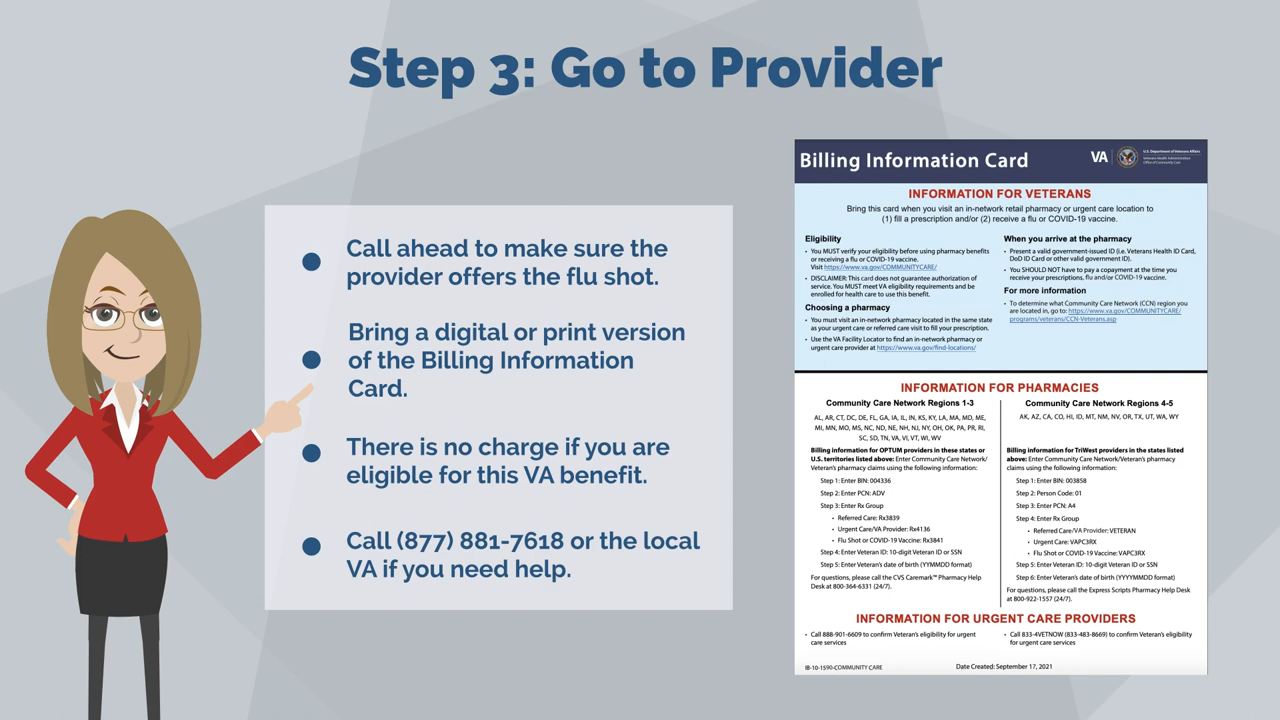 Step 3: Go to Provider
Call ahead to make sure the
provider offers the flu shot.
Bring a digital or print version
of the Billing Information
Card.
There is no charge if you are
eligible for this VA benefit.
Call (877) 881-7618 or the local
VA if you need help.
Billing Information Card
VA
U.S. Department of Veterans Affairs
Veterans Health Administration
Office of Community Care
INFORMATION FOR VETERANS
Bring this card when you visit an in-network retail pharmacy or urgent care location to
(1) fill a prescription and/or (2) receive a flu or COVID-19 vaccine.
Eligibility
• You MUST verify your eligibility before using pharmacy benefits
or receiving a flu or COVID-19 vaccine.
Visit https://www.va.gov/COMMUNITYCARE/
• DISCLAIMER: This card does not guarantee authorization of
service. You MUST meet VA eligibility requirements and be
enrolled for health care to use this benefit.
Choosing a pharmacy
• You must visit an in-network pharmacy located in the same state
as your urgent care or referred care visit to fill your prescription.
• Use the VA Facility Locator to find an in-network pharmacy or
urgent care provider at https://www.va.gov/find-locations/
When you arrive at the pharmacy
• Present a valid government-issued ID (i.e. Veterans Health ID Card,
DoD ID Card or other valid government ID).
• You SHOULD NOT have to pay a copayment at the time you
receive your prescriptions, flu and/or COVID-19 vaccine.
For more information
• To determine what Community Care Network (CCN) region you
are located in, go to: https://www.va.gov/COMMUNITYCARE/
programs/veterans/CCN-Veterans.asp
INFORMATION FOR PHARMACIES
Community Care Network Regions 1-3
AL, AR, CT, DC, DE, FL, GA, IA, IL, IN, KS, KY, LA, MA, MD, ME,
MI, MN, MO, MS, NC, ND, NE, NH, NJ, NY, OH, OK, PA, PR, RI,
SC, SD, TN, VA, VI, VT, WI, WV
Billing information for OPTUM providers in these states or
U.S. territories listed above: Enter Community Care Network/
Veteran's pharmacy claims using the following information:
Step 1: Enter BIN: 004336
Step 2: Enter PCN: ADV
Step 3: Enter Rx Group
• Referred Care: Rx3839
• Urgent Care/VA Provider: Rx4136
• Flu Shot or COVID-19 Vaccine: Rx3841
Step 4: Enter Veteran ID: 10-digit Veteran ID or SSN
Step 5: Enter Veteran's date of birth (YYMMDD format)
For questions, please call the CVS Caremark™ Pharmacy Help
Desk at 800-364-6331 (24/7).
Community Care Network Regions 4-5
AK, AZ, CA, CO, HI, ID, MT, NM, NV, OR, TX, UT, WA, WY
Billing information for TriWest providers in the states listed
above: Enter Community Care Network/Veteran's pharmacy
claims using the following information:
Step 1: Enter BIN: 003858
Step 2: Person Code: 01
Step 3: Enter PCN: A4
Step 4: Enter Rx Group
• Referred Care/VA Provider: VETERAN
• Urgent Care: VAPC3RX
• Flu Shot or COVID-19 Vaccine: VAPC3RX
Step 5: Enter Veteran ID: 10-digit Veteran ID or SSN
Step 6: Enter Veteran's date of birth (YYYYMMDD format)
For questions, please call the Express Scripts Pharmacy Help Desk
at 800-922-1557 (24/7).
INFORMATION FOR URGENT CARE PROVIDERS
• Call 888-901-6609 to confirm Veteran's eligibility for urgent
care services
• Call 833-4VETNOW (833-483-8669) to confirm Veteran's eligibility
for urgent care services
IB-10-1590-COMMUNITY CARE
Date Created: September 17, 2021